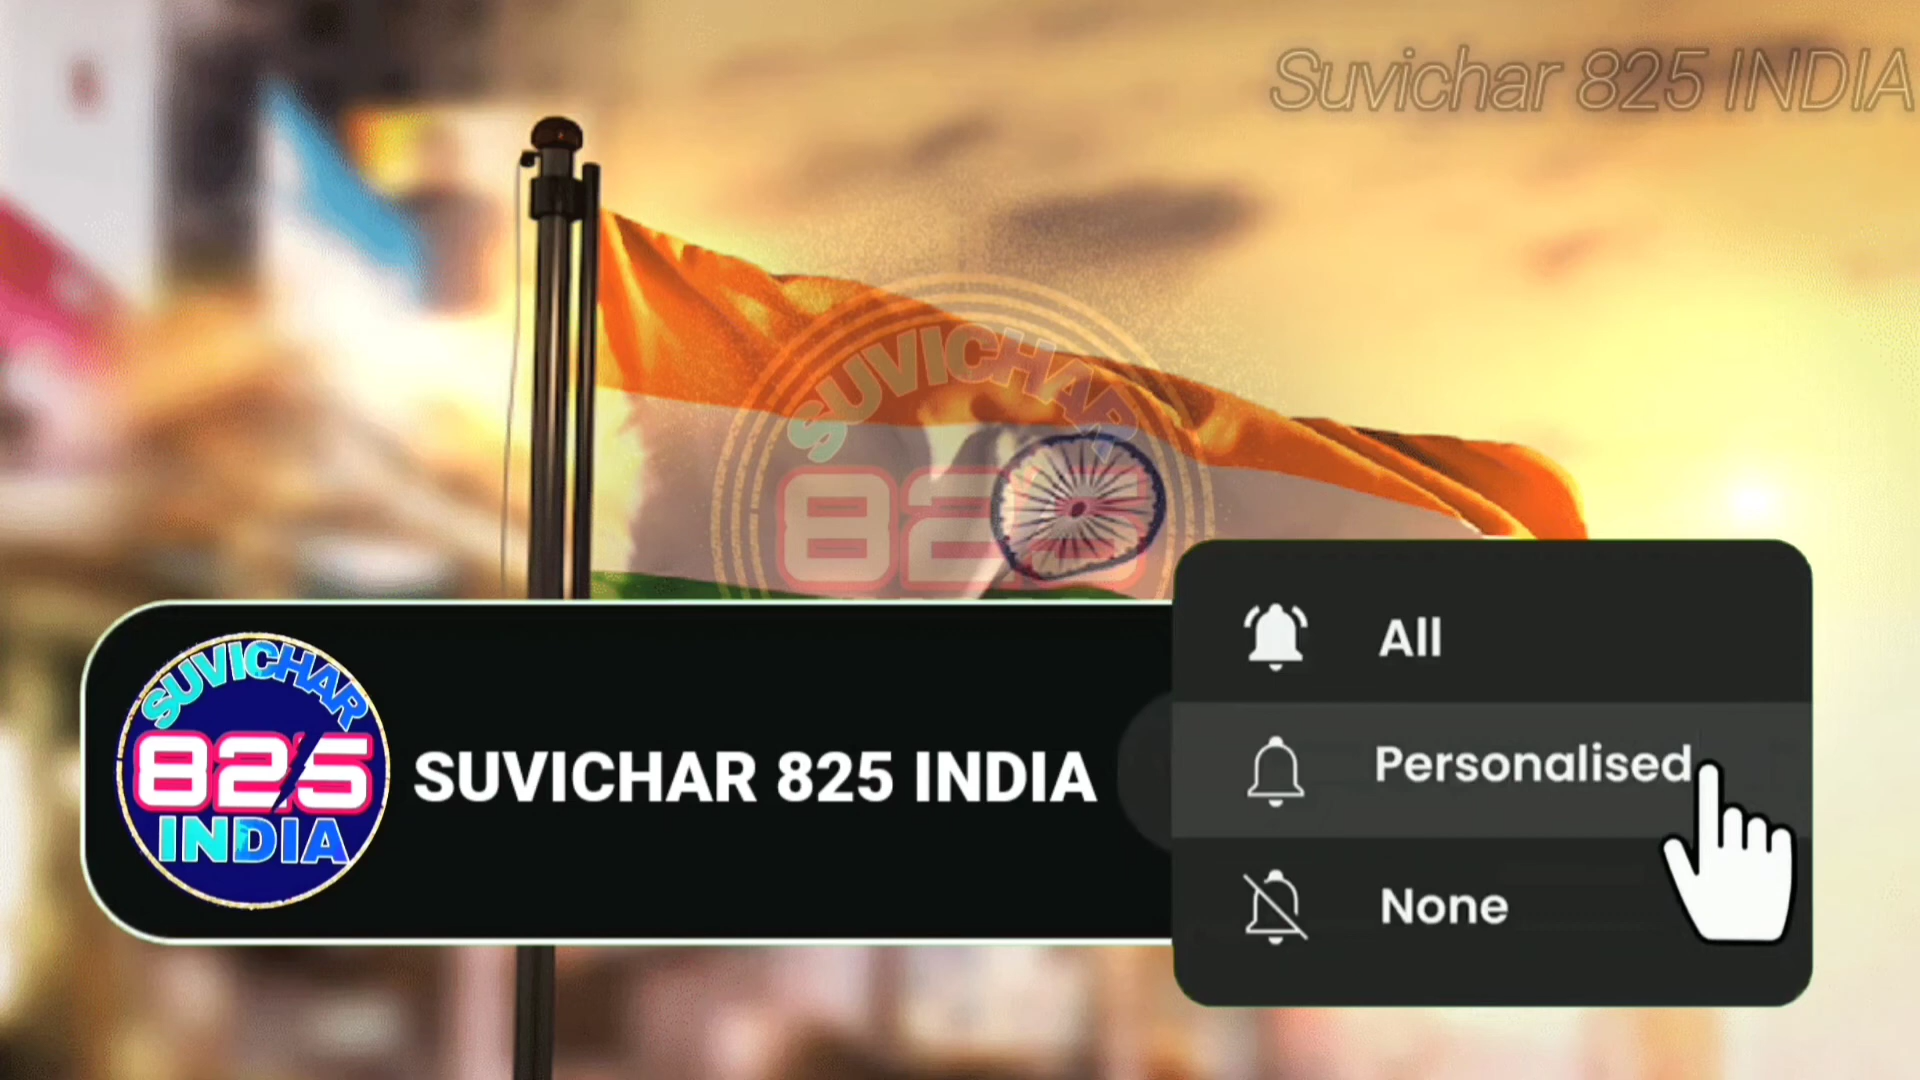 Suvichar 825 INDIA
SUVICHAR
825
All
SUVICHAR
825
INDIA
SUVICHAR 825 INDIA
Personalised
None